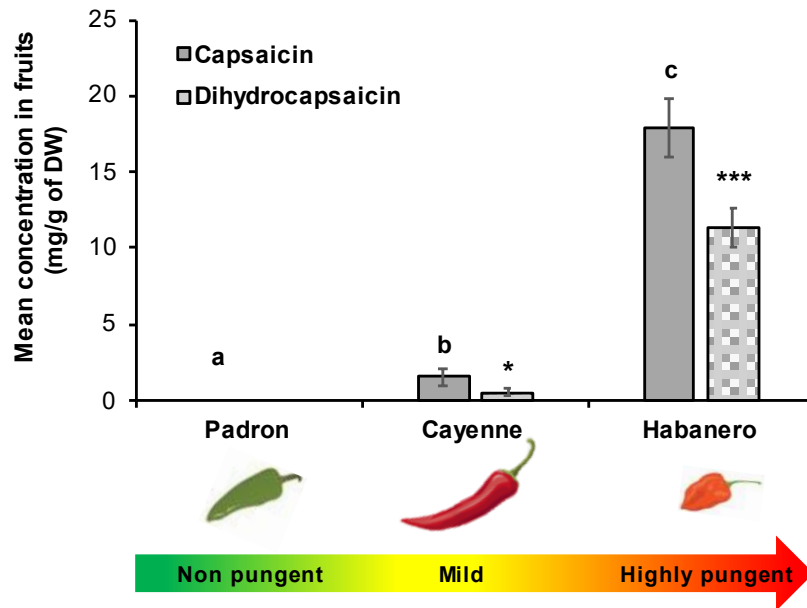 Mean concentration in fruits
(mg/g of DW)
25
20
15
10
5
0
Capsaicin
Dihydrocapsaicin
a
b
*
c
***
Padron
Cayenne
Habanero
Non pungent
Mild
Highly pungent